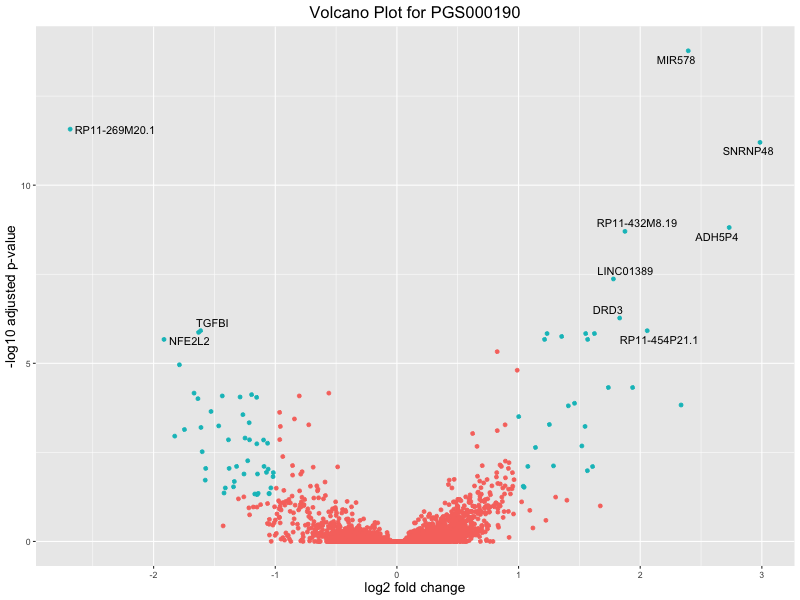 Volcano Plot for PGS000190
MIR578
RP11-269M20.1
SNRNP48
10
RP11-432M8.19
ADH5P4
LINC01389
DRD3
TGFBI
NFE2L2
RP11-454P21.1
5
0
-log10 adjusted p-value
-2
-1
0
1
2
3
log2 fold change